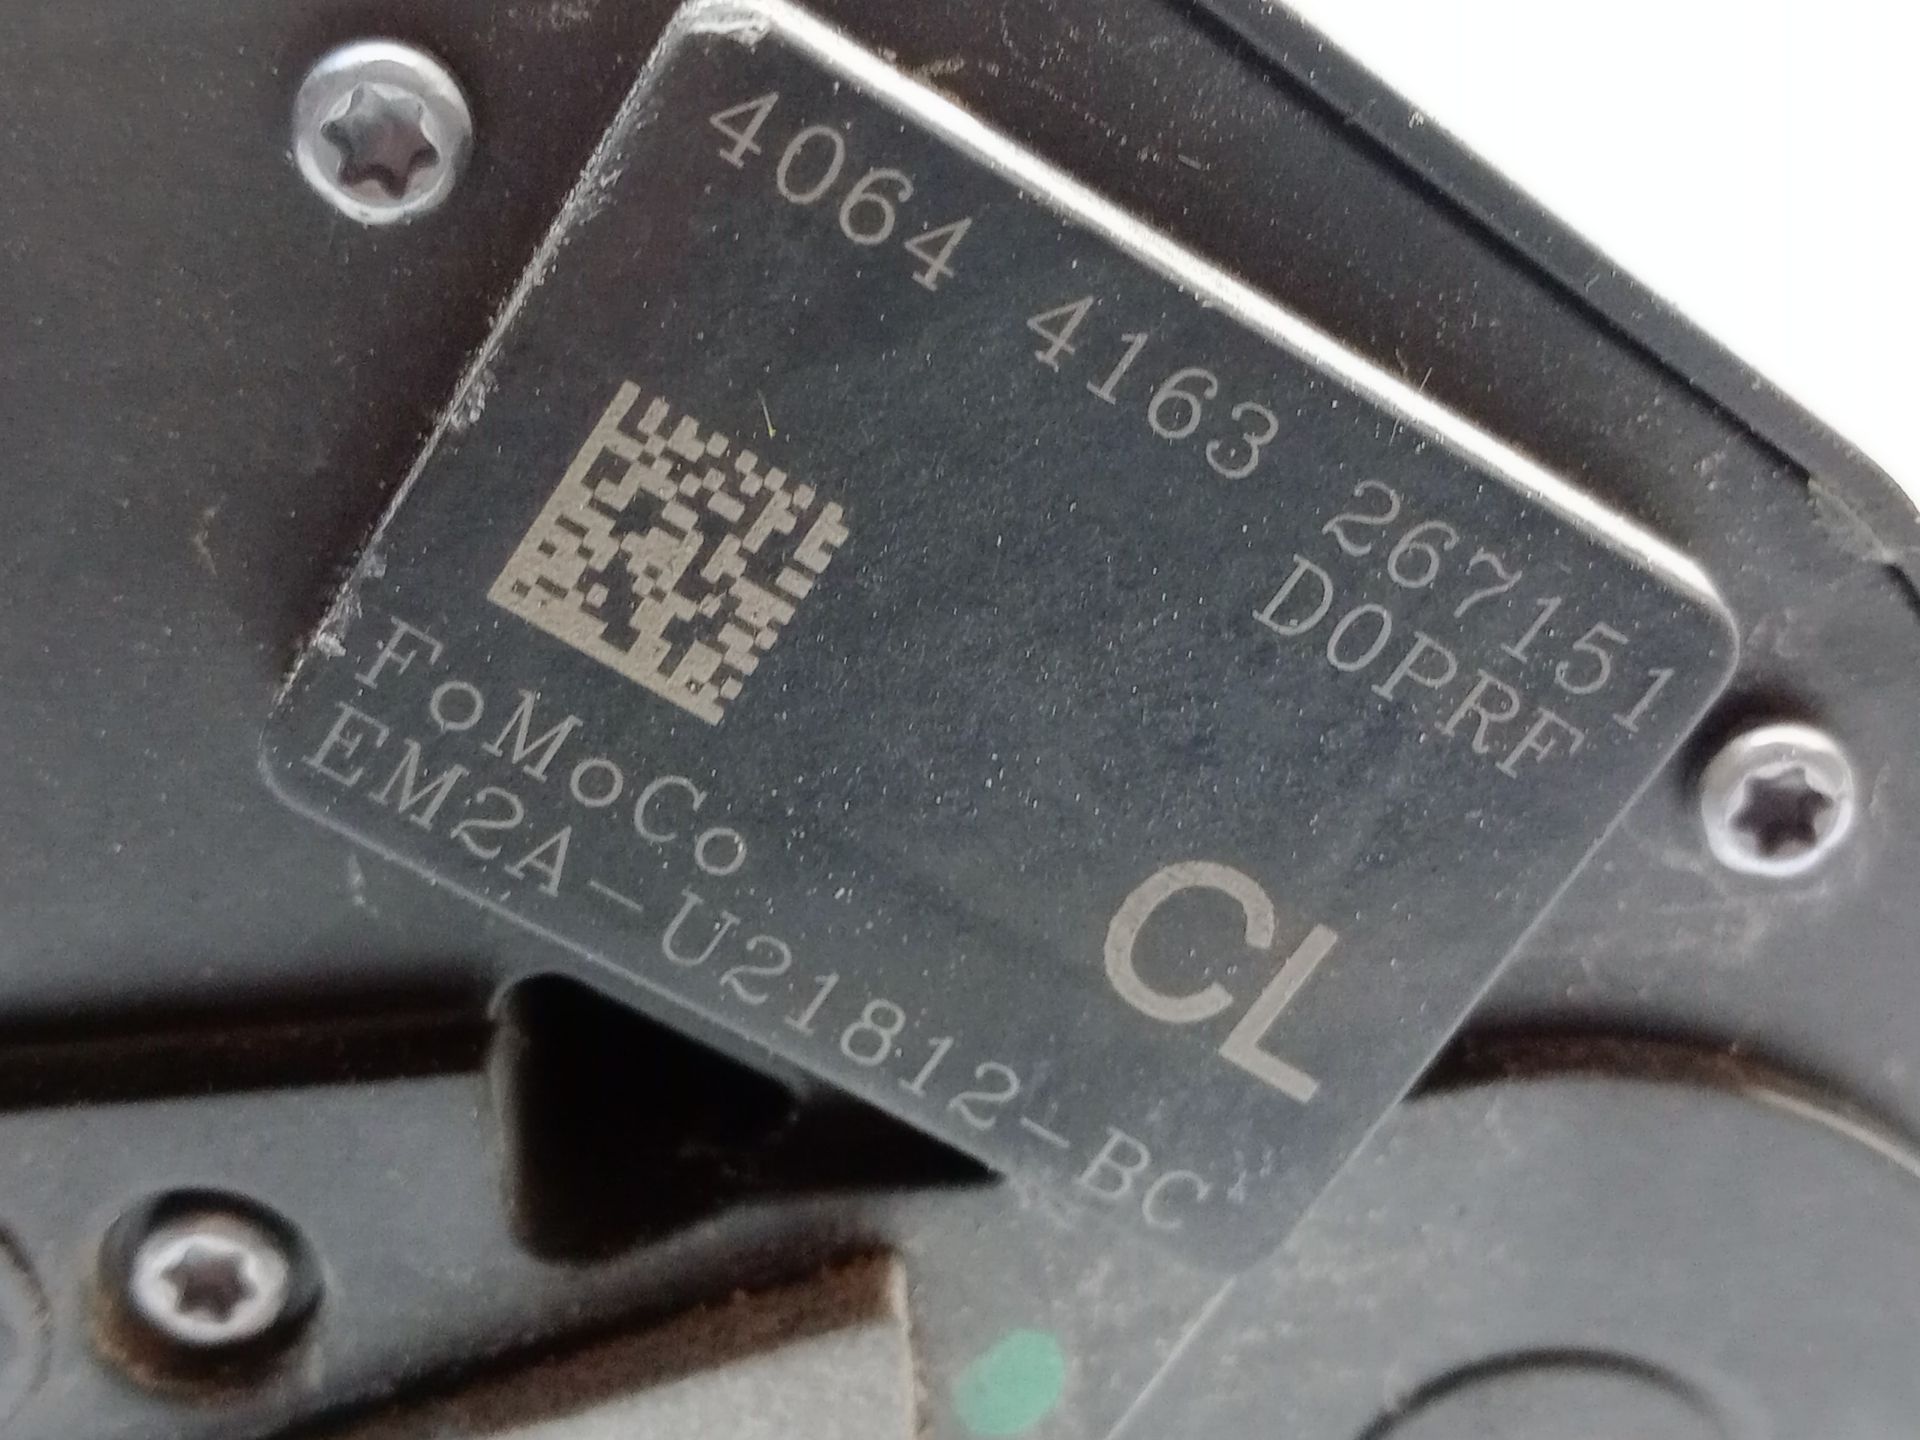 4064 4163 267151
D0PRF
FoMoCo
EM2A-U21812-BC
CL